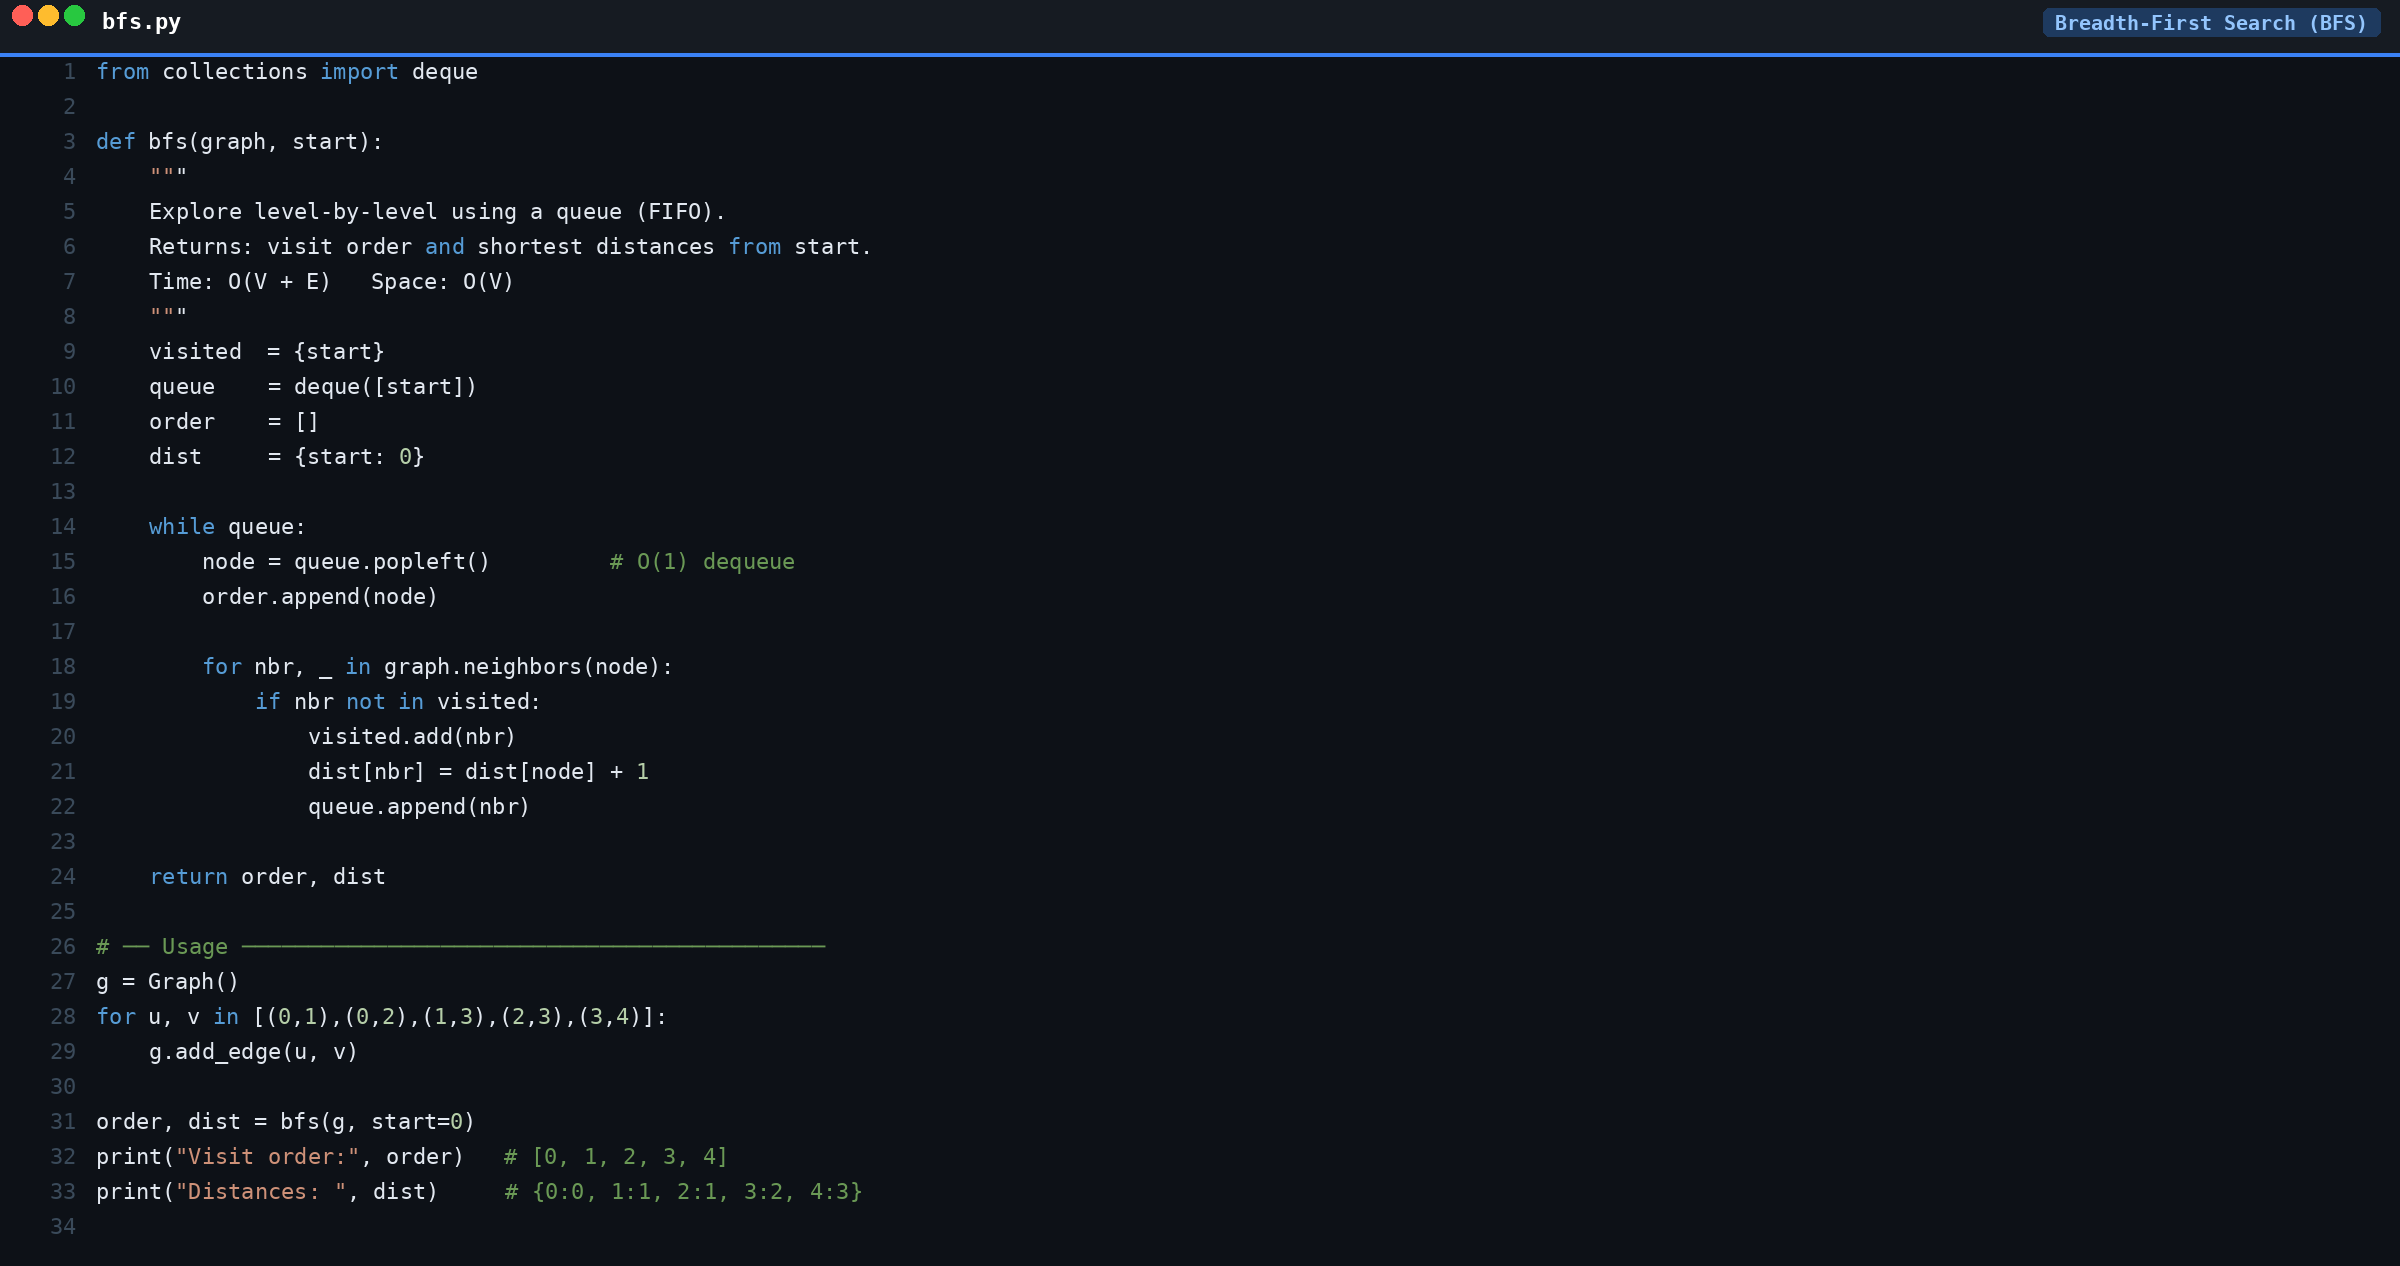 bfs.py
Breadth-First Search (BFS)
1 from collections import deque
2
3 def bfs(graph, start):
4     """
5     Explore level-by-level using a queue (FIFO).
6     Returns: visit order and shortest distances from start.
7     Time: O(V + E)   Space: O(V)
8     """
9     visited  = {start}
10     queue    = deque([start])
11     order    = []
12     dist     = {start: 0}
13
14     while queue:
15         node = queue.popleft()         # O(1) dequeue
16         order.append(node)
17
18         for nbr, _ in graph.neighbors(node):
19             if nbr not in visited:
20                 visited.add(nbr)
21                 dist[nbr] = dist[node] + 1
22                 queue.append(nbr)
23
24     return order, dist
25
26 # ── Usage ────────────────────────────────────────────
27 g = Graph()
28 for u, v in [(0,1),(0,2),(1,3),(2,3),(3,4)]:
29     g.add_edge(u, v)
30
31 order, dist = bfs(g, start=0)
32 print("Visit order:", order)   # [0, 1, 2, 3, 4]
33 print("Distances: ", dist)     # {0:0, 1:1, 2:1, 3:2, 4:3}
34